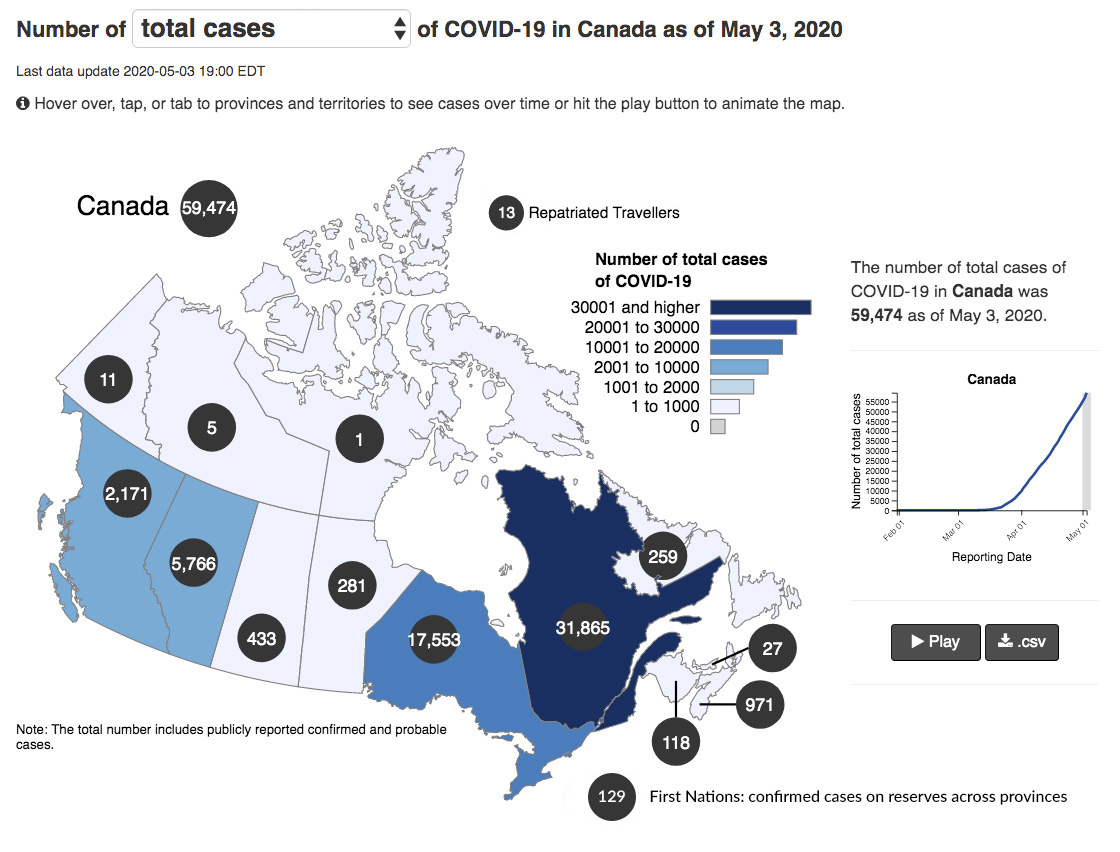 Number of total cases of COVID-19 in Canada as of May 3, 2020
Last data update 2020-05-03 19:00 EDT
Hover over, tap, or tab to provinces and territories to see cases over time or hit the play button to animate the map.
Canada 59,474
13 Repatriated Travellers
Number of total cases
of COVID-19
30001 and higher
20001 to 30000
10001 to 20000
2001 to 10000
1001 to 2000
1 to 1000
0
The number of total cases of
COVID-19 in Canada was
59,474 as of May 3, 2020.
11
5
1
2,171
5,766
433
281
17,553
31,865
259
27
971
118
Canada
Number of total cases
55000
50000
45000
40000
35000
30000
25000
20000
15000
10000
5000
0
Feb 01
Mar 01
Apr 01
May 01
Reporting Date
Play
.csv
Note: The total number includes publicly reported confirmed and probable
cases.
129 First Nations: confirmed cases on reserves across provinces